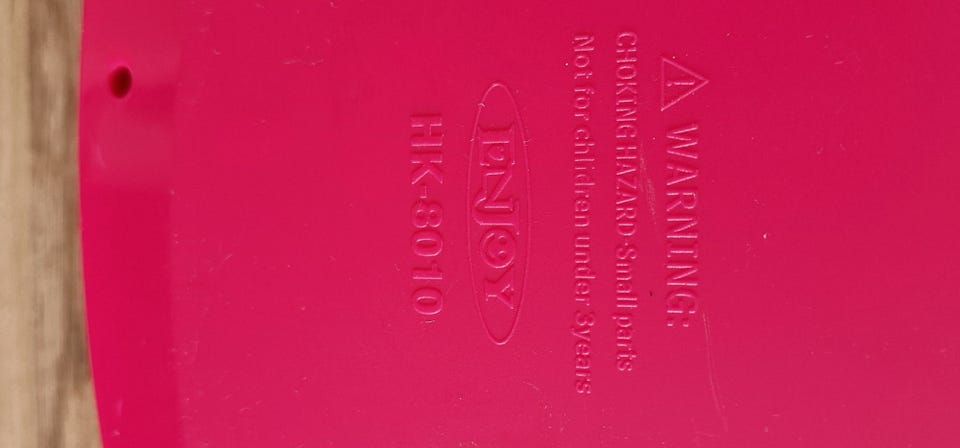 WARNING:
CHOKING HAZARD-Small parts
Not for children under 3years
ENJOY
HK-8010